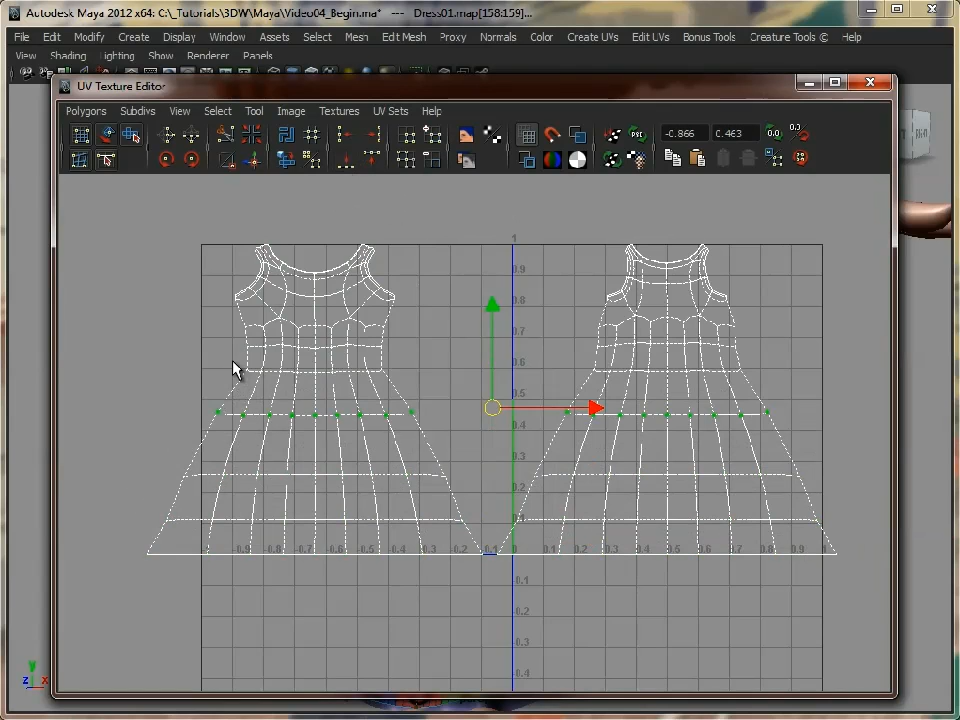 Autodesk Maya 2012 x64: C:\_Tutorials\3DW\Maya\Video04_Begin.ma* --- Dress01.map[158:159]...
File Edit Modify Create Display Window Assets Select Mesh Edit Mesh Proxy Normals Color Create UVs Edit UVs Bonus Tools Creature Tools © Help
View Shading Lighting Show Renderer Panels
UV Texture Editor
Polygons Subdivs View Select Tool Image Textures UV Sets Help
-0.866 0.463 0.0 0.0
PSD
1
0.9
0.8
0.7
0.6
0.5
0.4
0.3
0.2
0.1
-0.9 -0.8 -0.7 -0.6 -0.5 -0.4 -0.3 -0.2 -0.1 0 0.1 0.2 0.3 0.4 0.5 0.6 0.7 0.8 0.9 1
-0.1
-0.2
-0.3
-0.4
y
z x